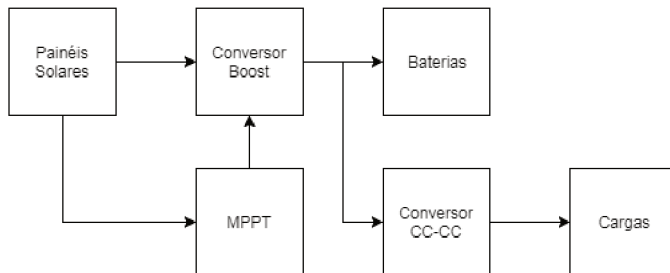 Painéis
Solares
Conversor
Boost
Baterias
MPPT
Conversor
CC-CC
Cargas